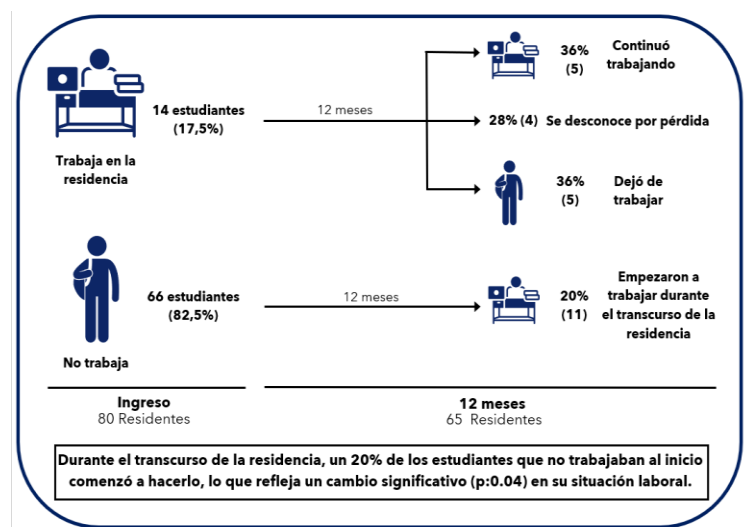 14 estudiantes
(17,5%)
Trabaja en la
residencia
12 meses
36%
(5)
Continuó
trabajando
28% (4) Se desconoce por pérdida
36%
(5)
Dejó de
trabajar
66 estudiantes
(82,5%)
No trabaja
12 meses
20%
(11)
Empezaron a
trabajar durante
el transcurso de la
residencia
Ingreso
80 Residentes
12 meses
65 Residentes
Durante el transcurso de la residencia, un 20% de los estudiantes que no trabajaban al inicio
comenzó a hacerlo, lo que refleja un cambio significativo (p:0.04) en su situación laboral.